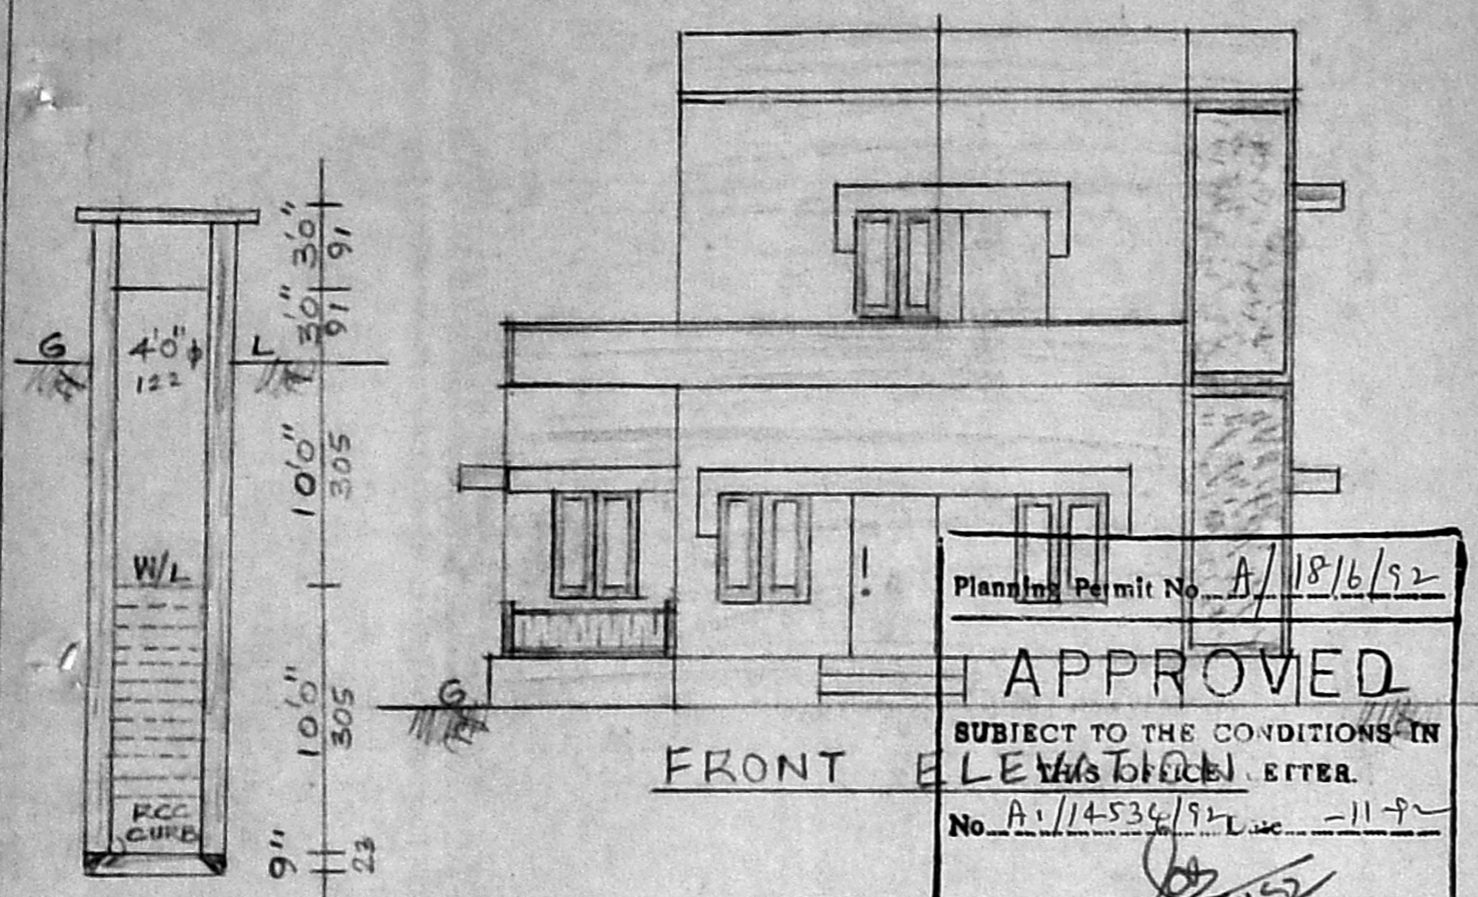 3'0"
91
3'0"
91
G
4'0" ϕ
L
122
10'0"
305
W/L
10'0"
305
RCC
CURB
9"
23
G
FRONT ELEVATION
Planning Permit No A/18/6/92
APPROVED
SUBJECT TO THE CONDITIONS IN
THIS OFFICE ETTER.
No A1/14536/92 -11-92